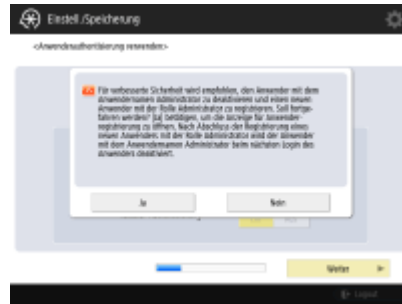 Einstel./Speicherung
<Anwenderauthentisierung verwenden>
Für verbesserte Sicherheit wird empfohlen, den Anwender mit dem
Anwendernamen Administrator zu deaktivieren und einen neuen
Anwender mit der Rolle Administrator zu registrieren. Soll fortge-
fahren werden? [Ja] betätigen, um die Anzeige für Anwender-
registrierung zu öffnen. Nach Abschluss der Registrierung eines
neuen Anwenders mit der Rolle Administrator wird der Anwender
mit dem Anwendernamen Administrator beim nächsten Login des
Anwenders deaktiviert.
Ja
Nein
Weiter
Logout